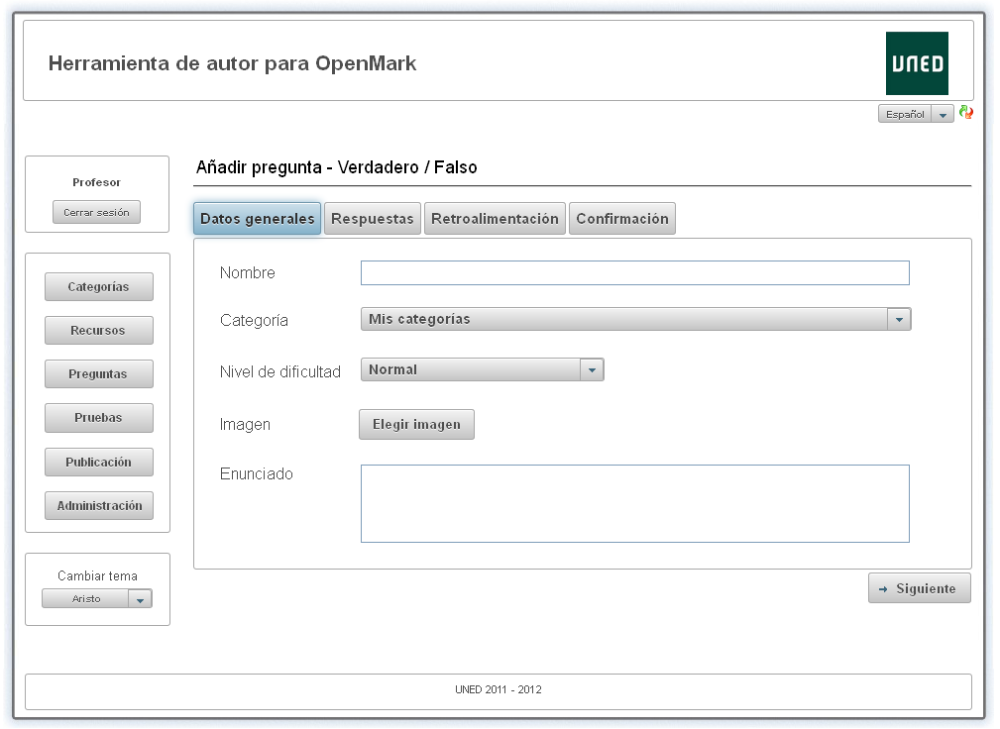 Herramienta de autor para OpenMark
UNED
Español
Profesor
Cerrar sesión
Categorías
Recursos
Preguntas
Pruebas
Publicación
Administración
Cambiar tema
Aristo
Añadir pregunta - Verdadero / Falso
Datos generales
Respuestas
Retroalimentación
Confirmación
Nombre
Categoría
Mis categorías
Nivel de dificultad
Normal
Imagen
Elegir imagen
Enunciado
Siguiente
UNED 2011 - 2012